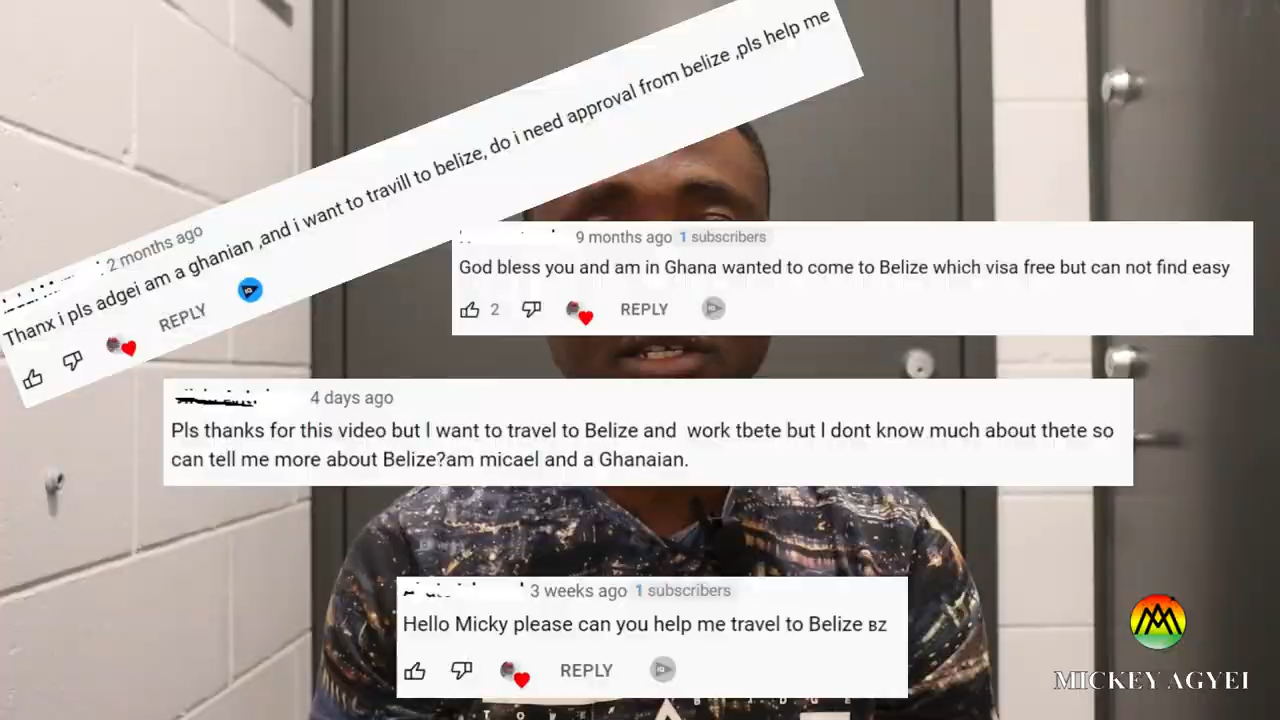 2 months ago
Thanx i pls adgei am a ghanian ,and i want to travill to belize, do i need approval from belize ,pls help me
REPLY
9 months ago 1 subscribers
God bless you and am in Ghana wanted to come to Belize which visa free but can not find easy
2 REPLY
4 days ago
Pls thanks for this video but I want to travel to Belize and work tbete but I dont know much about thete so
can tell me more about Belize?am micael and a Ghanaian.
3 weeks ago 1 subscribers
Hello Micky please can you help me travel to Belize BZ
REPLY
MICKEY AGYEI